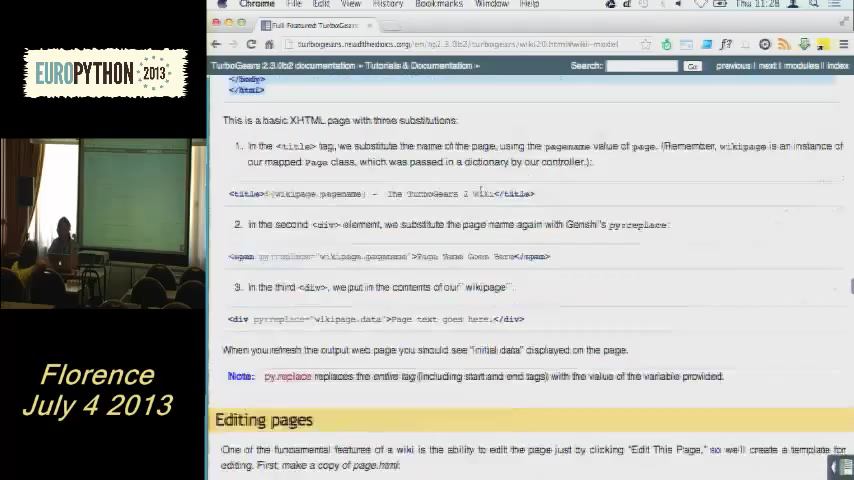 Chrome File Edit View History Bookmarks Window Help
Thu 11:28
Full Featured: TurboGears
turbogears.readthedocs.org/en/tg2.3.0b2/turbogears/wiki20.html#wiki-model
TurboGears 2.3.0b2 documentation » Tutorials & Documentation »
Search:
Go
previous | next | modules | index
</body>
</html>
This is a basic XHTML page with three substitutions:
1. In the <title> tag, we substitute the name of the page, using the pagename value of page. (Remember, wikipage is an instance of
our mapped Page class, which was passed in a dictionary by our controller.):
<title>${wikipage.pagename} - The TurboGears 2 Wiki</title>
2. In the second <div> element, we substitute the page name again with Genshi's py:replace:
<span py:replace="wikipage.pagename">Page Name Goes Here</span>
3. In the third <div>, we put in the contents of our``wikipage``:
<div py:replace="wikipage.data">Page text goes here.</div>
When you refresh the output web page you should see "initial data" displayed on the page.
Note: py.replace replaces the entire tag (including start and end tags) with the value of the variable provided.
Editing pages
One of the fundamental features of a wiki is the ability to edit the page just by clicking "Edit This Page," so we'll create a template for
editing. First, make a copy of page.html:
EUROPYTHON 2013
Florence
July 4 2013